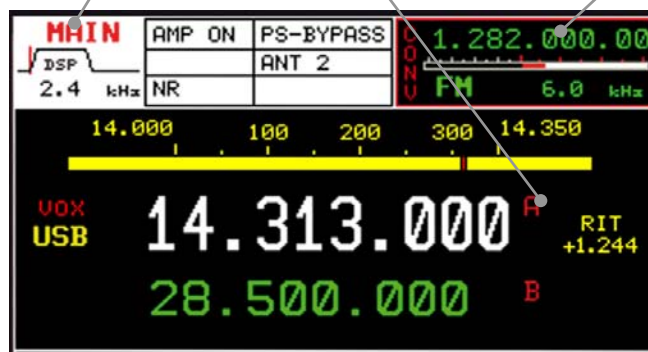 MAIN AMP ON PS-BYPASS CONV 1.282.000.00
DSP ANT 2
2.4 kHz NR FM 6.0 kHz
14.000 100 200 300 14.350
VOX 14.313.000 A RIT
USB +1.244
28.500.000 B